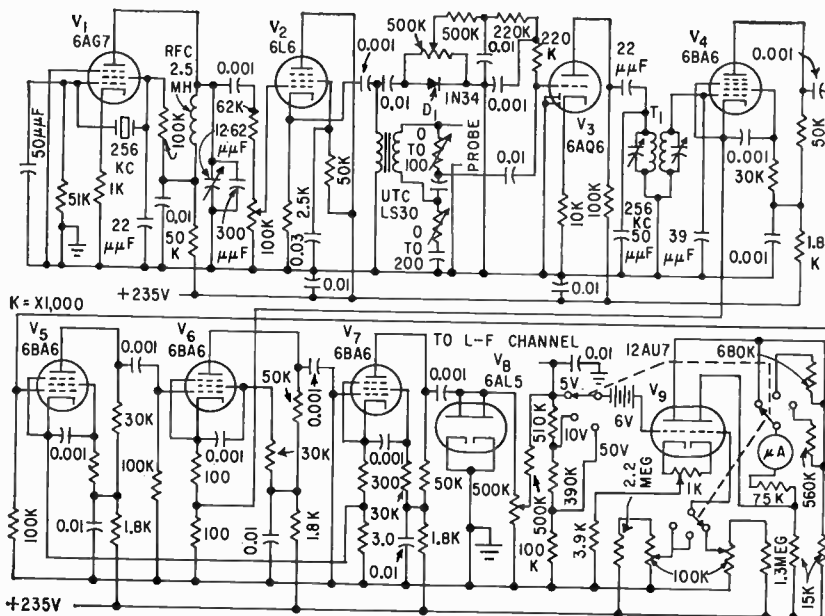 V1
6AG7
RFC
2.5
MH
0.001
62K
1262
μμF
100K
50μμF
256
KC
1K
51K
22
μμF
0.01
50
K
300
μμF
100K
V2
6L6
0.001
0.01
2.5K
0.03
50K
0.01
500K
500K
220K
0.01
1N34
D1
0.001
0
TO
100
PROBE
UTC
LS30
0
TO
200
0.01
220
K
V3
6AQ6
10K
100K
0.01
22
μμF
T1
256
KC
50
μμF
39
μμF
V4
6BA6
0.001
0.001
30K
50K
0.001
1.8
K
+235V
K = X1,000
V5
6BA6
0.001
0.001
30K
100K
0.01
1.8K
100K
V6
6BA6
50K
0.001
0.001
30K
100
100
0.01
1.8K
V7
6BA6
0.001
0.001
300
30K
3.0
0.01
50K
1.8K
TO L-F CHANNEL
V8
6AL5
500K
500K
0.01
5V
510K
10V
50V
390K
100
K
6V
12AU7
V9
1K
3.9K
2.2
MEG
100K
680K
μA
75K
560K
1.3MEG
15K
+235V